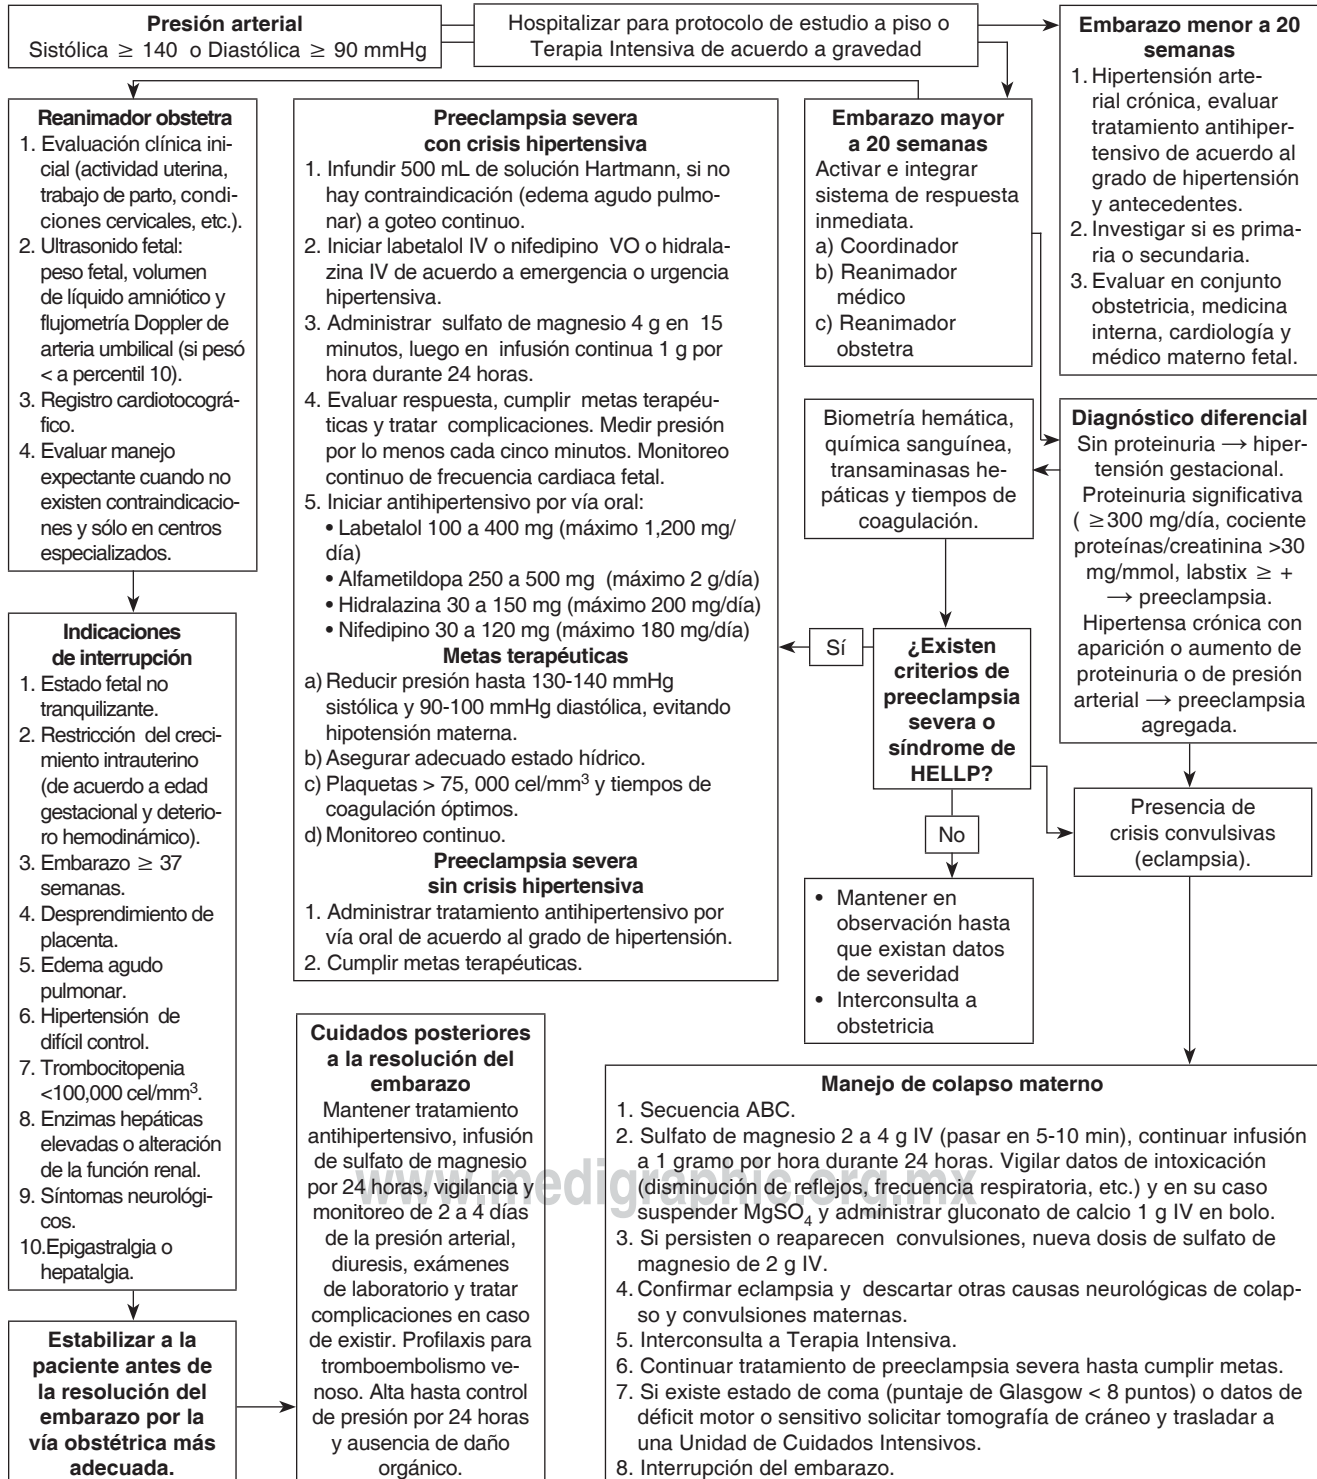 Presión arterial
Sistólica ≥ 140 o Diastólica ≥ 90 mmHg
Hospitalizar para protocolo de estudio a piso o
Terapia Intensiva de acuerdo a gravedad
Embarazo menor a 20
semanas
1. Hipertensión arte-
rial crónica, evaluar
tratamiento antihiper-
tensivo de acuerdo al
grado de hipertensión
y antecedentes.
2. Investigar si es prima-
ria o secundaria.
3. Evaluar en conjunto
obstetricia, medicina
interna, cardiología y
médico materno fetal.
Reanimador obstetra
1. Evaluación clínica ini-
cial (actividad uterina,
trabajo de parto, condi-
ciones cervicales, etc.).
2. Ultrasonido fetal:
peso fetal, volumen
de líquido amniótico y
flujometría Doppler de
arteria umbilical (si pesó
< a percentil 10).
3. Registro cardiotocográ-
fico.
4. Evaluar manejo
expectante cuando no
existen contraindicacio-
nes y sólo en centros
especializados.
Preeclampsia severa
con crisis hipertensiva
1. Infundir 500 mL de solución Hartmann, si no
hay contraindicación (edema agudo pulmo-
nar) a goteo continuo.
2. Iniciar labetalol IV o nifedipino VO o hidrala-
zina IV de acuerdo a emergencia o urgencia
hipertensiva.
3. Administrar sulfato de magnesio 4 g en 15
minutos, luego en infusión continua 1 g por
hora durante 24 horas.
4. Evaluar respuesta, cumplir metas terapéu-
ticas y tratar complicaciones. Medir presión
por lo menos cada cinco minutos. Monitoreo
continuo de frecuencia cardiaca fetal.
5. Iniciar antihipertensivo por vía oral:
• Labetalol 100 a 400 mg (máximo 1,200 mg/
día)
• Alfametildopa 250 a 500 mg (máximo 2 g/día)
• Hidralazina 30 a 150 mg (máximo 200 mg/día)
• Nifedipino 30 a 120 mg (máximo 180 mg/día)
Metas terapéuticas
a) Reducir presión hasta 130-140 mmHg
sistólica y 90-100 mmHg diastólica, evitando
hipotensión materna.
b) Asegurar adecuado estado hídrico.
c) Plaquetas > 75, 000 cel/mm³ y tiempos de
coagulación óptimos.
d) Monitoreo continuo.
Preeclampsia severa
sin crisis hipertensiva
1. Administrar tratamiento antihipertensivo por
vía oral de acuerdo al grado de hipertensión.
2. Cumplir metas terapéuticas.
Embarazo mayor
a 20 semanas
Activar e integrar
sistema de respuesta
inmediata.
a) Coordinador
b) Reanimador
médico
c) Reanimador
obstetra
Biometría hemática,
química sanguínea,
transaminasas he-
páticas y tiempos de
coagulación.
Diagnóstico diferencial
Sin proteinuria → hiper-
tensión gestacional.
Proteinuria significativa
( ≥300 mg/día, cociente
proteínas/creatinina >30
mg/mmol, labstix ≥ +
→ preeclampsia.
Hipertensa crónica con
aparición o aumento de
proteinuria o de presión
arterial → preeclampsia
agregada.
Sí
¿Existen
criterios de
preeclampsia
severa o
síndrome de
HELLP?
No
Presencia de
crisis convulsivas
(eclampsia).
• Mantener en
observación hasta
que existan datos
de severidad
• Interconsulta a
obstetricia
Indicaciones
de interrupción
1. Estado fetal no
tranquilizante.
2. Restricción del creci-
miento intrauterino
(de acuerdo a edad
gestacional y deterio-
ro hemodinámico).
3. Embarazo ≥ 37
semanas.
4. Desprendimiento de
placenta.
5. Edema agudo
pulmonar.
6. Hipertensión de
difícil control.
7. Trombocitopenia
<100,000 cel/mm³.
8. Enzimas hepáticas
elevadas o alteración
de la función renal.
9. Síntomas neurológi-
cos.
10.Epigastralgia o
hepatalgia.
Estabilizar a la
paciente antes de
la resolución del
embarazo por la
vía obstétrica más
adecuada.
Cuidados posteriores
a la resolución del
embarazo
Mantener tratamiento
antihipertensivo, infusión
de sulfato de magnesio
por 24 horas, vigilancia y
monitoreo de 2 a 4 días
de la presión arterial,
diuresis, exámenes
de laboratorio y tratar
complicaciones en caso
de existir. Profilaxis para
tromboembolismo ve-
noso. Alta hasta control
de presión por 24 horas
y ausencia de daño
orgánico.
Manejo de colapso materno
1. Secuencia ABC.
2. Sulfato de magnesio 2 a 4 g IV (pasar en 5-10 min), continuar infusión
a 1 gramo por hora durante 24 horas. Vigilar datos de intoxicación
(disminución de reflejos, frecuencia respiratoria, etc.) y en su caso
suspender MgSO₄ y administrar gluconato de calcio 1 g IV en bolo.
3. Si persisten o reaparecen convulsiones, nueva dosis de sulfato de
magnesio de 2 g IV.
4. Confirmar eclampsia y descartar otras causas neurológicas de colap-
so y convulsiones maternas.
5. Interconsulta a Terapia Intensiva.
6. Continuar tratamiento de preeclampsia severa hasta cumplir metas.
7. Si existe estado de coma (puntaje de Glasgow < 8 puntos) o datos de
déficit motor o sensitivo solicitar tomografía de cráneo y trasladar a
una Unidad de Cuidados Intensivos.
8. Interrupción del embarazo.
www.medigraphic.org.mx